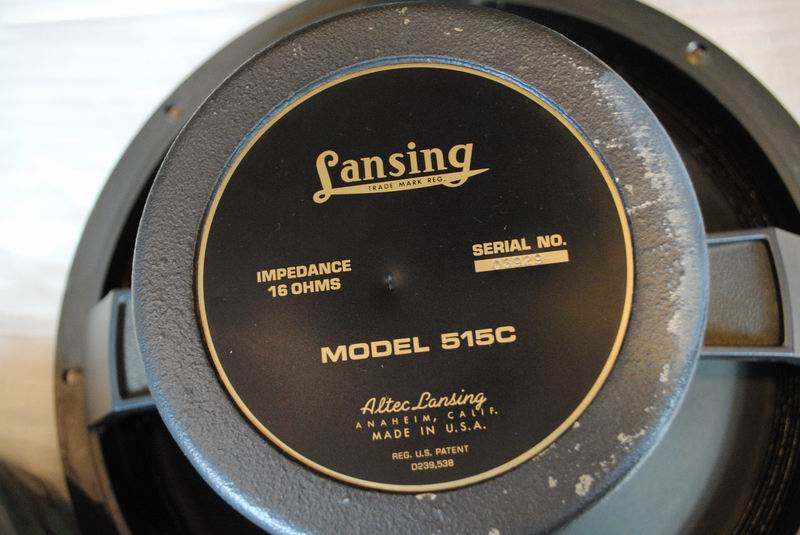 Lansing
TRADE MARK REG.
IMPEDANCE
16 OHMS
SERIAL NO.
03929
MODEL 515C
Altec Lansing
ANAHEIM, CALIF.
MADE IN U.S.A.
REG. U.S. PATENT
D239,538